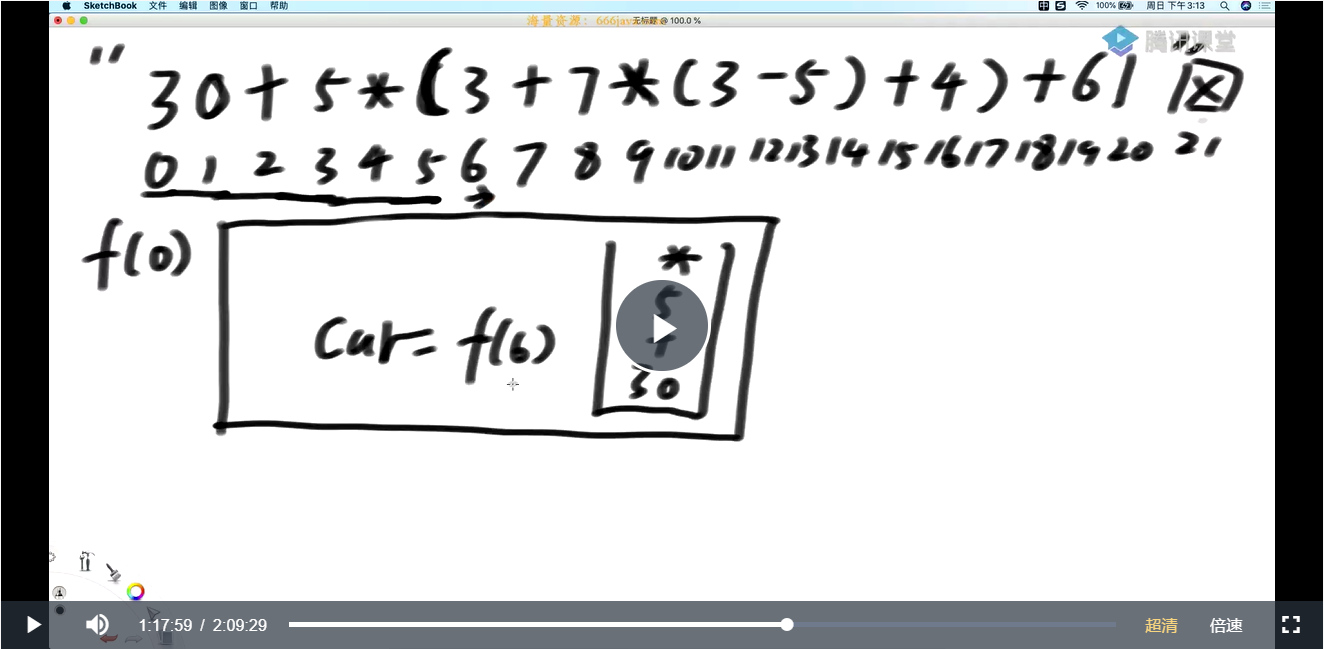 SketchBook 文件 编辑 图像 窗口 帮助 100% 周日 下午3:13
海量资源：666java
无标题 @ 100.0 %
腾讯课堂
" 30+5*(3+7*(3-5)+4)+61 "
0 1 2 3 4 5 6 7 8 9 10 11 12 13 14 15 16 17 18 19 20 21
f(0)
*
5
+
cur= f(6)
30
1:17:59 / 2:09:29 超清 倍速